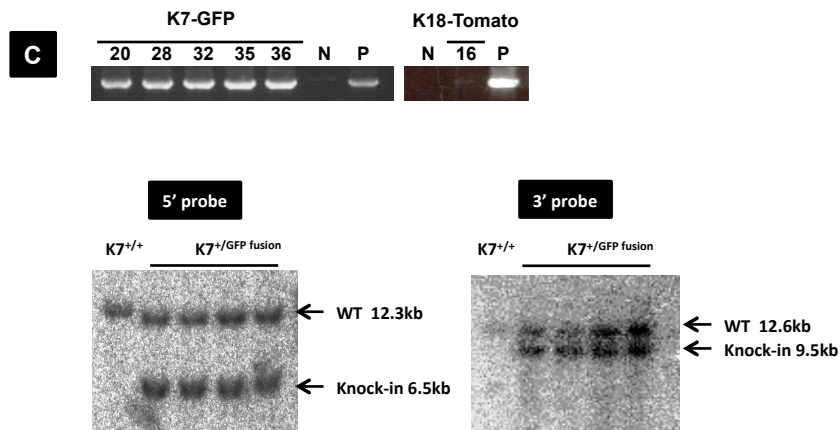 C
K7-GFP
20 28 32 35 36 N P
K18-Tomato
N 16 P
5’ probe
K7+/+ K7+/GFP fusion
WT 12.3kb
Knock-in 6.5kb
3’ probe
K7+/+ K7+/GFP fusion
WT 12.6kb
Knock-in 9.5kb